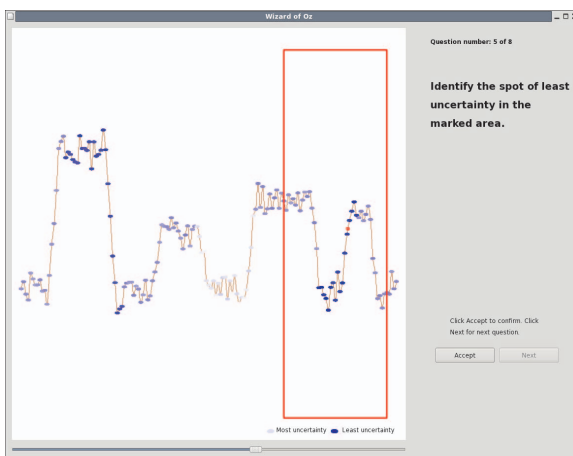 Wizard of Oz
Question number: 5 of 8
Identify the spot of least
uncertainty in the
marked area.
Click Accept to confirm. Click
Next for next question.
Accept
Next
Most uncertainty
Least uncertainty